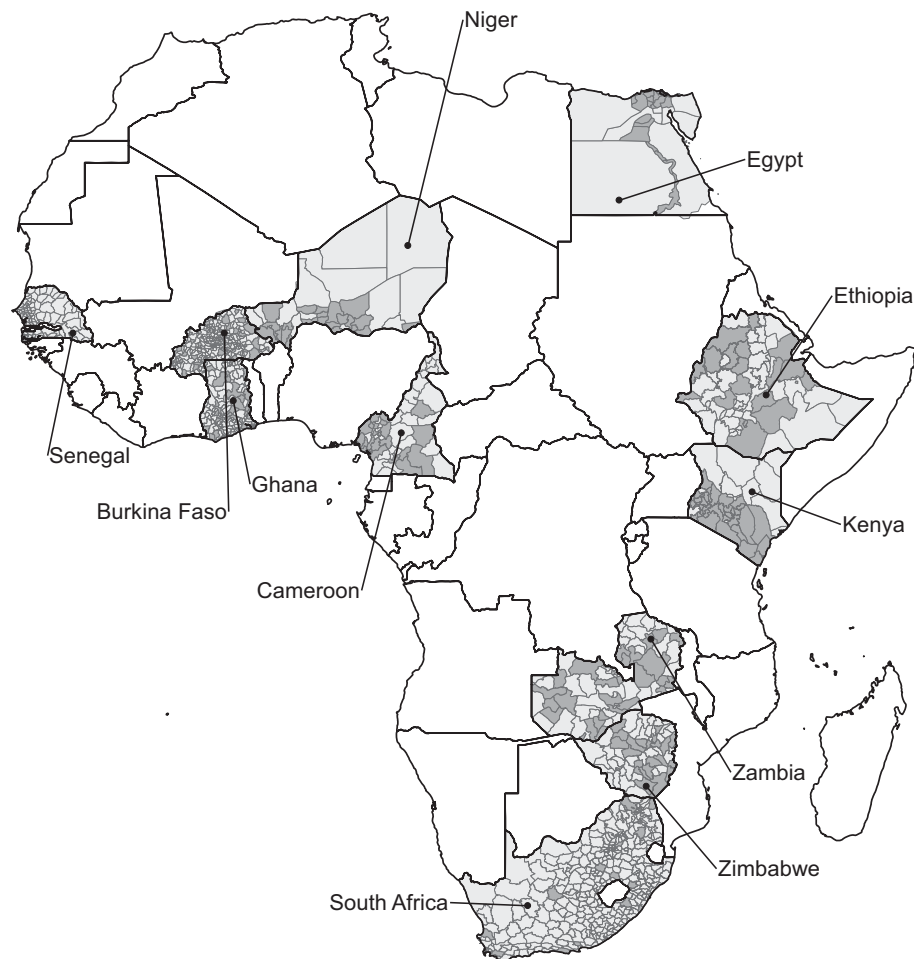 Niger
Egypt
Ethiopia
Senegal
Ghana
Burkina Faso
Kenya
Cameroon
Zambia
Zimbabwe
South Africa